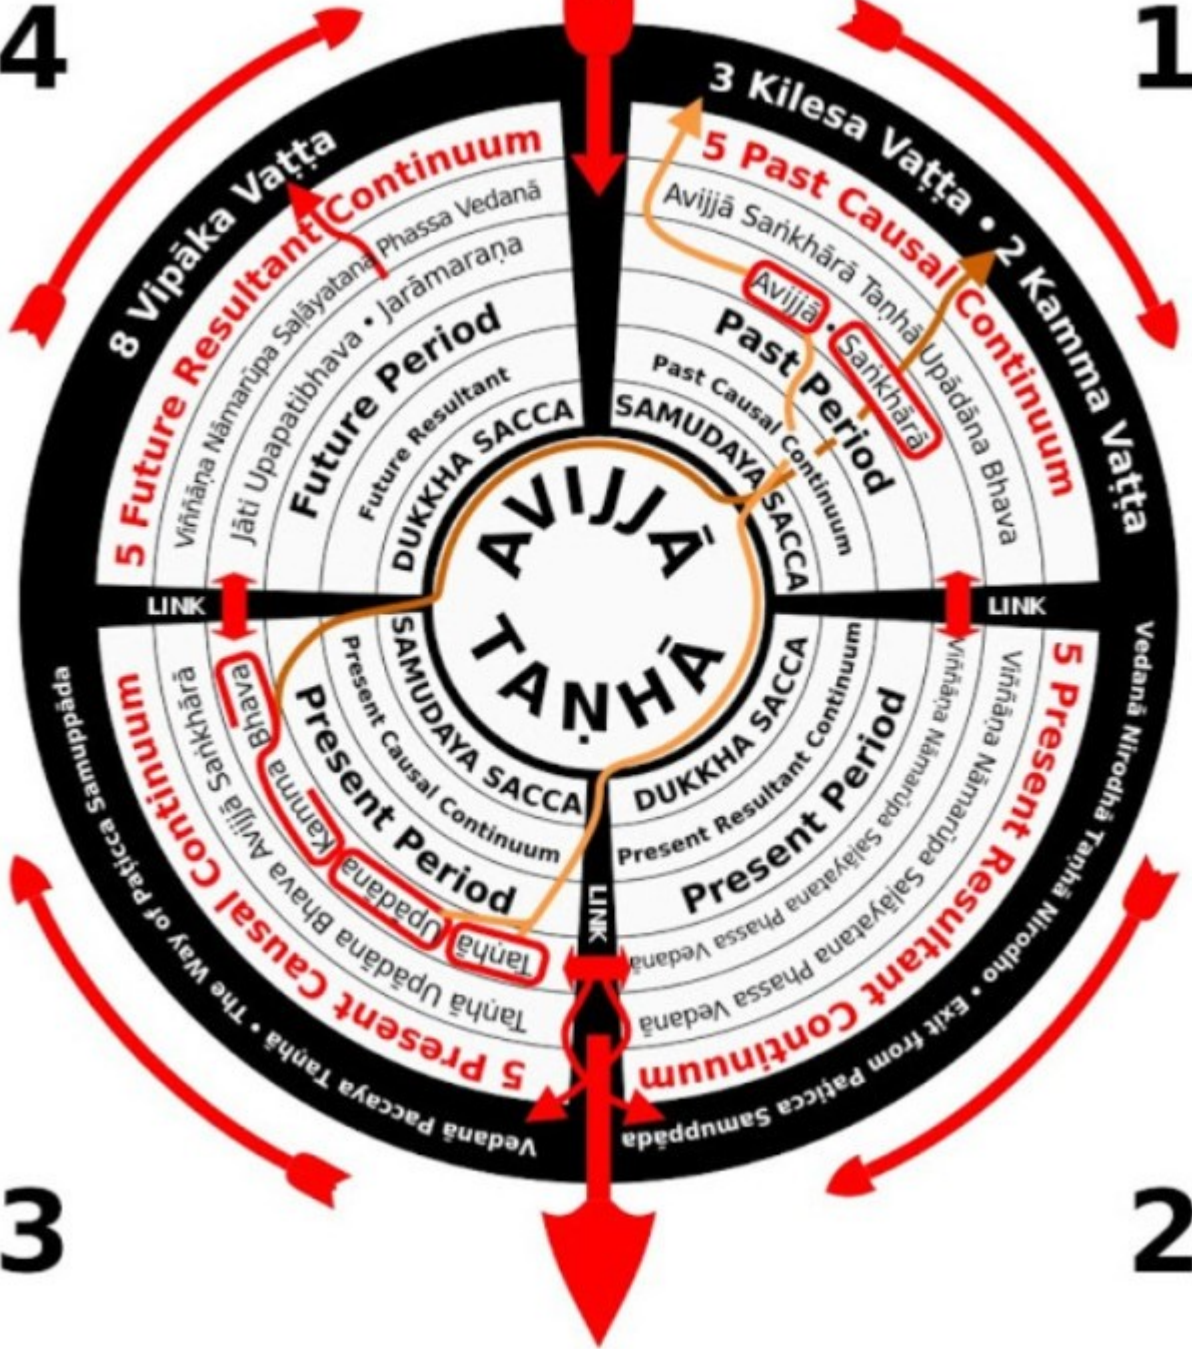 4
1
3 Kilesa Vaṭṭa • 2 Kamma Vaṭṭa
5 Past Causal Continuum
Avijjā Saṅkhārā Taṇhā Upādāna Bhava
Avijjā • Saṅkhārā
Past Period
Past Causal Continuum
SAMUDAYA SACCA
LINK
Vedanā Nirodhā Taṇhā Nirodho • Exit from Paṭicca Samuppāda
5 Present Resultant Continuum
Viññāṇa Nāmarūpa Saḷāyatana Phassa Vedanā
Viññāṇa Nāmarūpa Saḷāyatana Phassa Vedanā
Present Period
Present Resultant Continuum
DUKKHA SACCA
LINK
Vedanā Paccaya Taṇhā • The Way of Paṭicca Samuppāda
5 Present Causal Continuum
Taṇhā Upādāna Bhava Avijjā Saṅkhārā
Taṇhā Upādāna Kamma Bhava
Present Period
Present Causal Continuum
SAMUDAYA SACCA
LINK
8 Vipāka Vaṭṭa
5 Future Resultant Continuum
Viññāṇa Nāmarūpa Saḷāyatana Phassa Vedanā
Jāti Upapatibhava • Jarāmaraṇa
Future Period
Future Resultant
DUKKHA SACCA
AVIJJĀ
TAṆHĀ
3
2